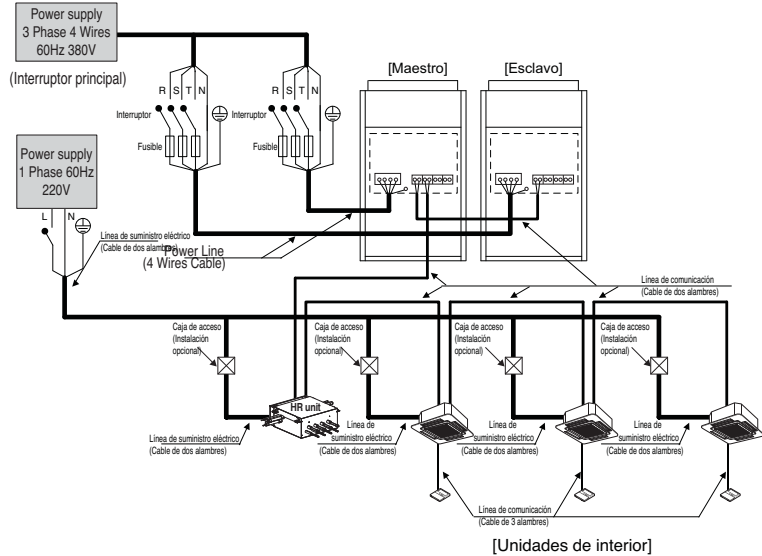 Power supply
3 Phase 4 Wires
60Hz 380V
(Interruptor principal)
[Maestro]
[Esclavo]
R S T N
R S T N
Interruptor
Interruptor
Fusible
Fusible
Power supply
1 Phase 60Hz
220V
L N
Línea de suministro eléctrico
(Cable de dos alambres)
Power Line
(4 Wires Cable)
Línea de comunicación
(Cable de dos alambres)
Caja de acceso
(Instalación
opcional)
Caja de acceso
(Instalación
opcional)
Caja de acceso
(Instalación
opcional)
Caja de acceso
(Instalación
opcional)
HR unit
Línea de suministro eléctrico
(Cable de dos alambres)
Línea de
suministro eléctrico
(Cable de dos alambres)
Línea de
suministro eléctrico
(Cable de dos alambres)
Línea de
suministro eléctrico
(Cable de dos alambres)
Línea de comunicación
(Cable de 3 alambres)
[Unidades de interior]